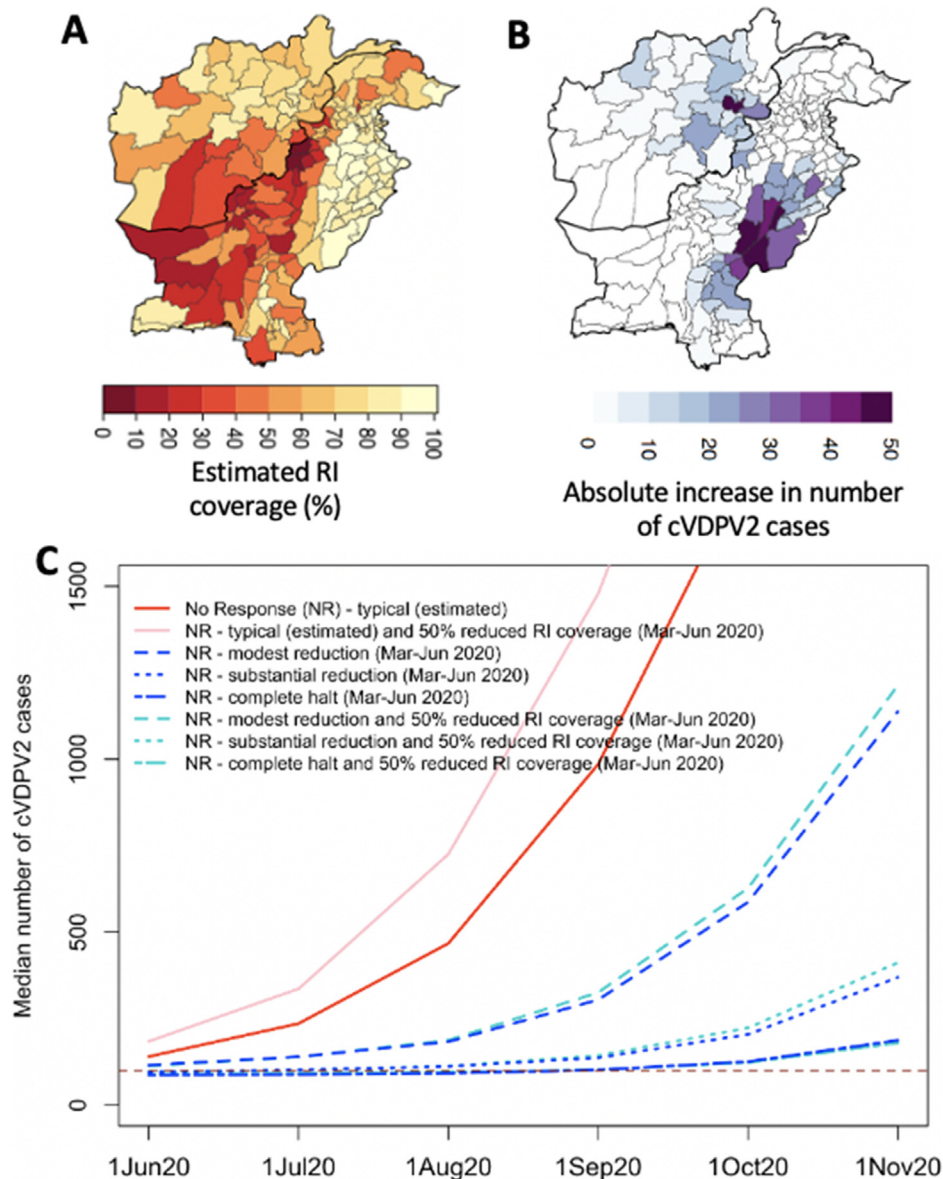 A
B
0 10 20 30 40 50 60 70 80 90 100
Estimated RI
coverage (%)
0 10 20 30 40 50
Absolute increase in number
of cVDPV2 cases
C
No Response (NR) - typical (estimated)
NR - typical (estimated) and 50% reduced RI coverage (Mar-Jun 2020)
NR - modest reduction (Mar-Jun 2020)
NR - substantial reduction (Mar-Jun 2020)
NR - complete halt (Mar-Jun 2020)
NR - modest reduction and 50% reduced RI coverage (Mar-Jun 2020)
NR - substantial reduction and 50% reduced RI coverage (Mar-Jun 2020)
NR - complete halt and 50% reduced RI coverage (Mar-Jun 2020)
Median number of cVDPV2 cases
1500
1000
500
0
1Jun20 1Jul20 1Aug20 1Sep20 1Oct20 1Nov20